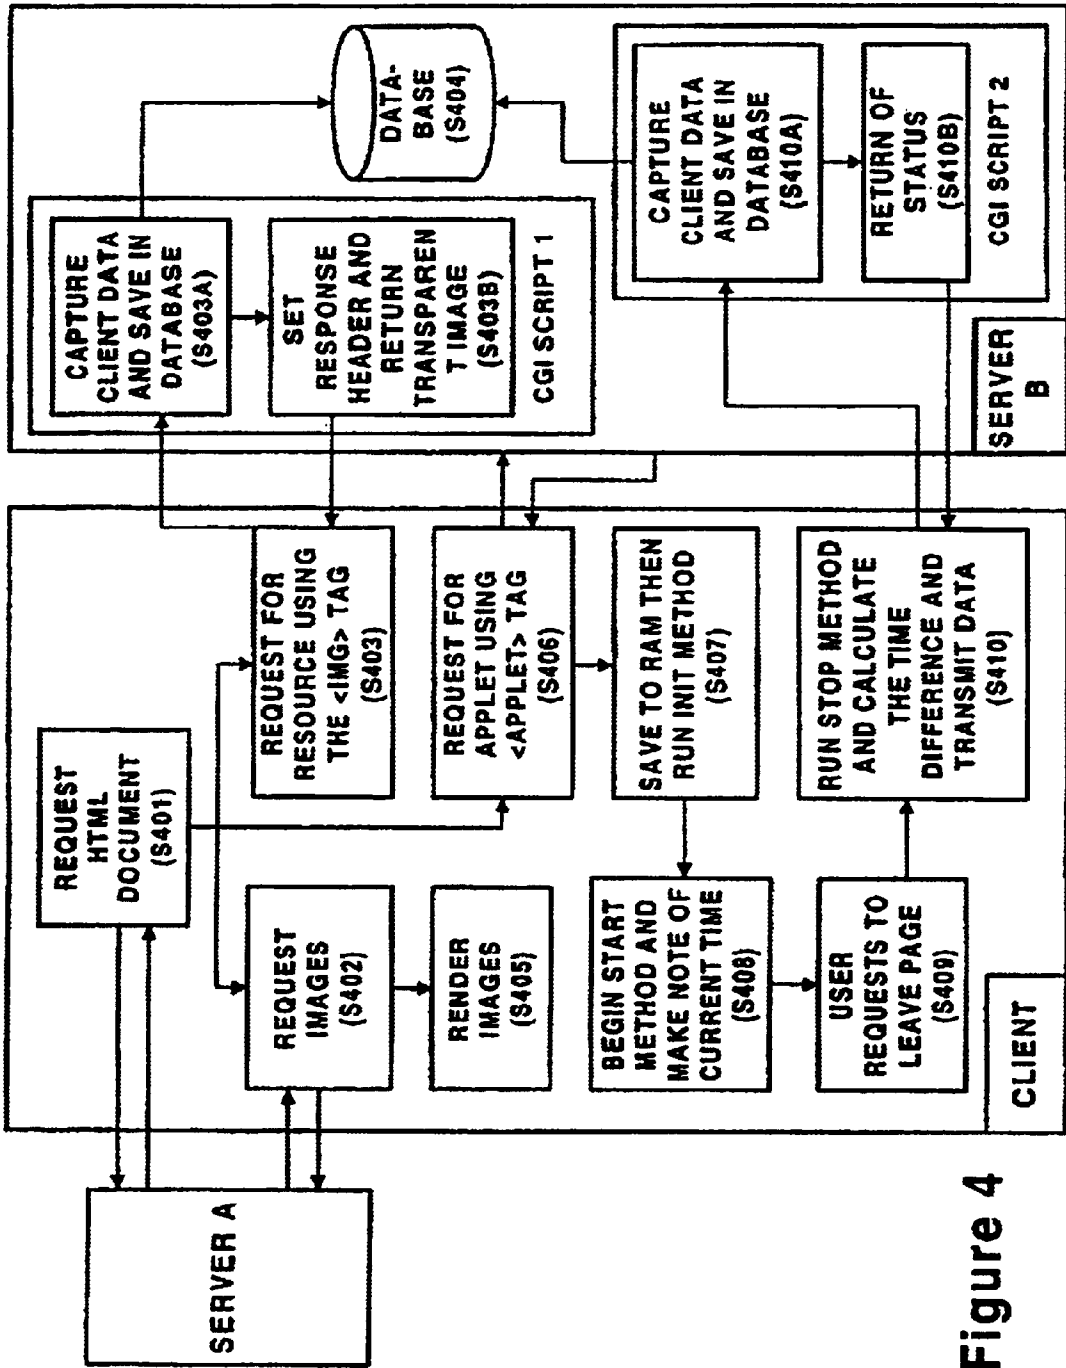 SERVER A
REQUEST
HTML
DOCUMENT
(S401)
REQUEST
IMAGES
(S402)
RENDER
IMAGES
(S405)
REQUEST FOR
RESOURCE USING
THE <IMG> TAG
(S403)
REQUEST FOR
APPLET USING
<APPLET> TAG
(S406)
SAVE TO RAM THEN
RUN INIT METHOD
(S407)
BEGIN START
METHOD AND
MAKE NOTE OF
CURRENT TIME
(S408)
USER
REQUESTS TO
LEAVE PAGE
(S409)
RUN STOP METHOD
AND CALCULATE
THE TIME
DIFFERENCE AND
TRANSMIT DATA
(S410)
CLIENT
CAPTURE
CLIENT DATA
AND SAVE IN
DATABASE
(S403A)
SET
RESPONSE
HEADER AND
RETURN
TRANSPAREN
T IMAGE
(S403B)
CGI SCRIPT 1
DATA-
BASE
(S404)
CAPTURE
CLIENT DATA
AND SAVE IN
DATABASE
(S410A)
RETURN OF
STATUS
(S410B)
CGI SCRIPT 2
SERVER
B
Figure 4